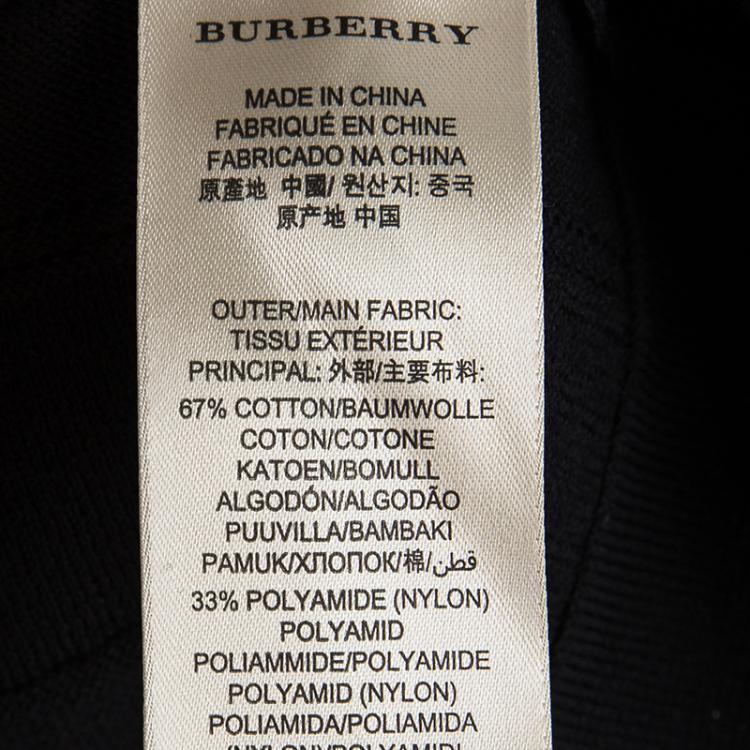 BURBERRY
MADE IN CHINA
FABRIQUÉ EN CHINE
FABRICADO NA CHINA
原產地 中國/ 원산지: 중국
原产地 中国
OUTER/MAIN FABRIC:
TISSU EXTÉRIEUR
PRINCIPAL: 外部/主要布料:
67% COTTON/BAUMWOLLE
COTON/COTONE
KATOEN/BOMULL
ALGODÓN/ALGODÃO
PUUVILLA/BAMBAKI
PAMUK/ХЛОПОК/棉/قطن
33% POLYAMIDE (NYLON)
POLYAMID
POLIAMMIDE/POLYAMIDE
POLYAMID (NYLON)
POLIAMIDA/POLIAMIDA